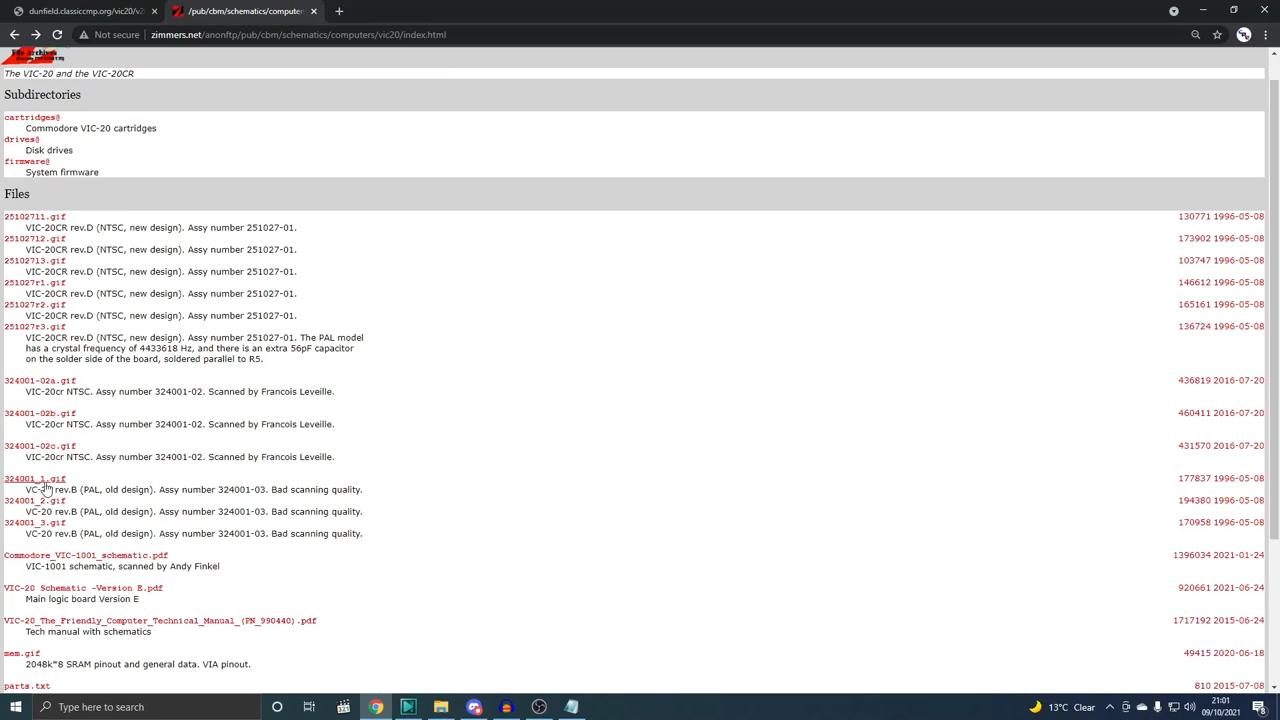 dunfield.classiccmp.org/vic20/v2
/pub/cbm/schematics/computers/
Not secure
zimmers.net/anonftp/pub/cbm/schematics/computers/vic20/index.html
The VIC-20 and the VIC-20CR
Subdirectories
cartridges@
Commodore VIC-20 cartridges
drives@
Disk drives
firmware@
System firmware
Files
251027l1.gif 130771 1996-05-08
VIC-20CR rev.D (NTSC, new design). Assy number 251027-01.
251027l2.gif 173902 1996-05-08
VIC-20CR rev.D (NTSC, new design). Assy number 251027-01.
251027l3.gif 103747 1996-05-08
VIC-20CR rev.D (NTSC, new design). Assy number 251027-01.
251027r1.gif 146612 1996-05-08
VIC-20CR rev.D (NTSC, new design). Assy number 251027-01.
251027r2.gif 165161 1996-05-08
VIC-20CR rev.D (NTSC, new design). Assy number 251027-01.
251027r3.gif 136724 1996-05-08
VIC-20CR rev.D (NTSC, new design). Assy number 251027-01. The PAL model
has a crystal frequency of 4433618 Hz, and there is an extra 56pF capacitor
on the solder side of the board, soldered parallel to R5.
324001-02a.gif 436819 2016-07-20
VIC-20cr NTSC. Assy number 324001-02. Scanned by Francois Leveille.
324001-02b.gif 460411 2016-07-20
VIC-20cr NTSC. Assy number 324001-02. Scanned by Francois Leveille.
324001-02c.gif 431570 2016-07-20
VIC-20cr NTSC. Assy number 324001-02. Scanned by Francois Leveille.
324001_1.gif 177837 1996-05-08
VC-20 rev.B (PAL, old design). Assy number 324001-03. Bad scanning quality.
324001_2.gif 194380 1996-05-08
VC-20 rev.B (PAL, old design). Assy number 324001-03. Bad scanning quality.
324001_3.gif 170958 1996-05-08
VC-20 rev.B (PAL, old design). Assy number 324001-03. Bad scanning quality.
Commodore_VIC-1001_schematic.pdf 1396034 2021-01-24
VIC-1001 schematic, scanned by Andy Finkel
VIC-20 Schematic -Version E.pdf 920661 2021-06-24
Main logic board Version E
VIC-20_The_Friendly_Computer_Technical_Manual_(PN_990440).pdf 1717192 2015-06-24
Tech manual with schematics
mem.gif 49415 2020-06-18
2048k*8 SRAM pinout and general data. VIA pinout.
parts.txt 810 2015-07-08
Type here to search
13°C Clear
21:01
09/10/2021